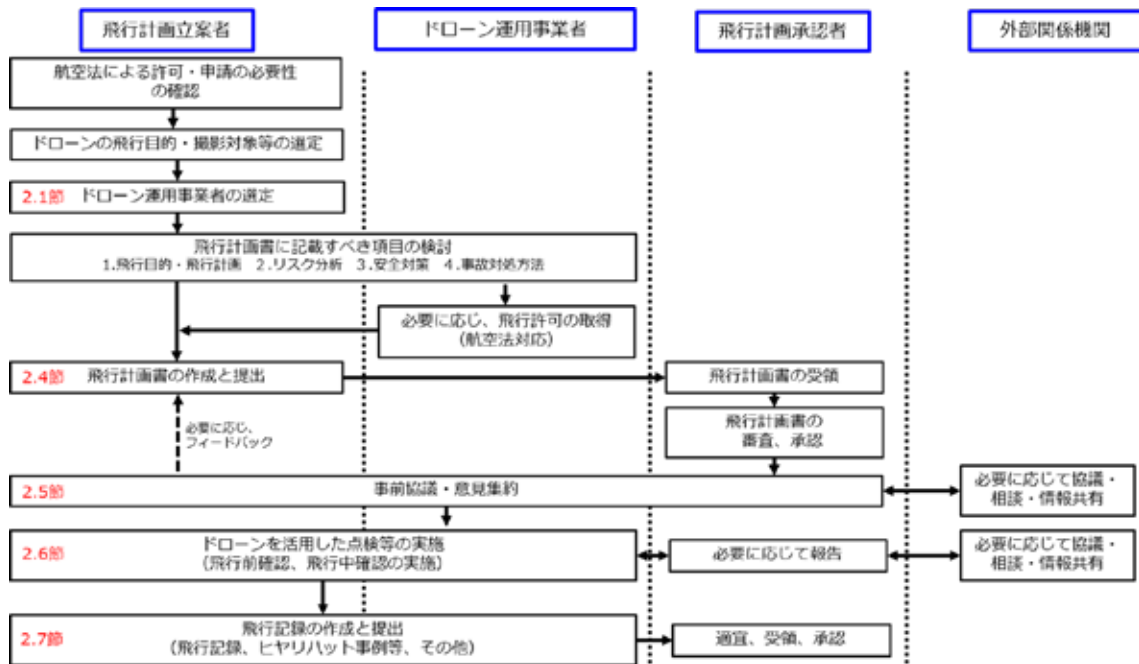 飛行計画立案者
ドローン運用事業者
飛行計画承認者
外部関係機関
航空法による許可・申請の必要性
の確認
ドローンの飛行目的・撮影対象等の選定
2.1節 ドローン運用事業者の選定
飛行計画書に記載すべき項目の検討
1.飛行目的・飛行計画 2.リスク分析 3.安全対策 4.事故対処方法
必要に応じ、飛行許可の取得
(航空法対応)
2.4節 飛行計画書の作成と提出
飛行計画書の受領
必要に応じ、
フィードバック
飛行計画書の
審査、承認
2.5節 事前協議・意見集約
必要に応じて協議・
相談・情報共有
2.6節 ドローンを活用した点検等の実施
(飛行前確認、飛行中確認の実施)
必要に応じて報告
必要に応じて協議・
相談・情報共有
2.7節 飛行記録の作成と提出
(飛行記録、ヒヤリハット事例等、その他)
適宜、受領、承認